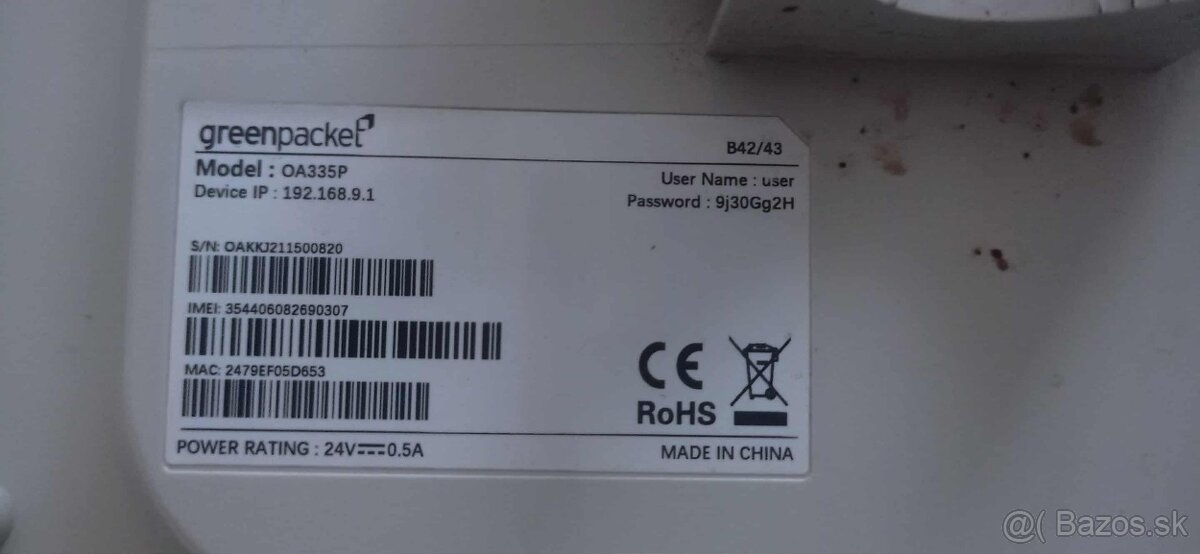 greenpacket
B42/43
Model : OA335P
User Name : user
Device IP : 192.168.9.1
Password : 9j30Gg2H
S/N: OAKKJ211500820
IMEI: 354406082690307
MAC: 2479EF05D653
CE
RoHS
POWER RATING : 24V⎓0.5A
MADE IN CHINA
@( Bazos.sk